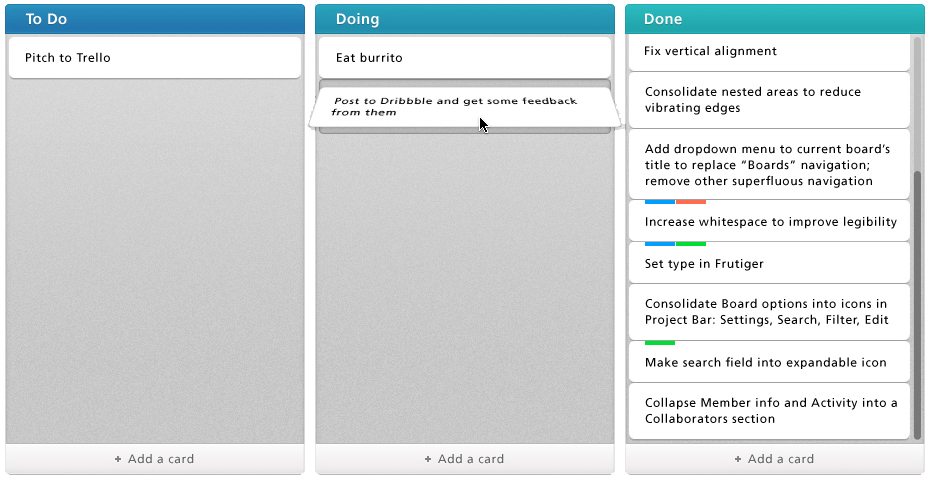 To Do
Pitch to Trello
+ Add a card
Doing
Eat burrito
Post to Dribbble and get some feedback
from them
+ Add a card
Done
Fix vertical alignment
Consolidate nested areas to reduce
vibrating edges
Add dropdown menu to current board’s
title to replace “Boards” navigation;
remove other superfluous navigation
Increase whitespace to improve legibility
Set type in Frutiger
Consolidate Board options into icons in
Project Bar: Settings, Search, Filter, Edit
Make search field into expandable icon
Collapse Member info and Activity into a
Collaborators section
+ Add a card